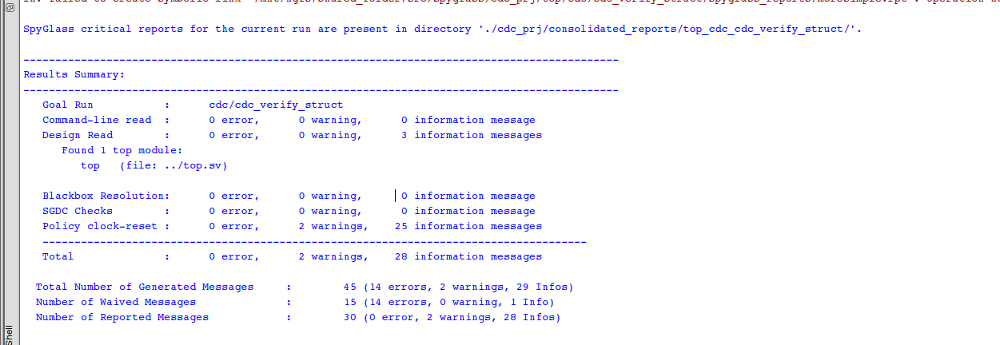 SpyGlass critical reports for the current run are present in directory './cdc_prj/consolidated_reports/top_cdc_cdc_verify_struct/'.
---------------------------------------------------------------------------------------------
Results Summary:
---------------------------------------------------------------------------------------------
Goal Run           :      cdc/cdc_verify_struct
Command-line read  :      0 error,      0 warning,      0 information message
Design Read        :      0 error,      0 warning,      3 information messages
Found 1 top module:
top   (file: ../top.sv)
Blackbox Resolution:      0 error,      0 warning,      0 information message
SGDC Checks        :      0 error,      0 warning,      0 information message
Policy clock-reset :      0 error,      2 warnings,    25 information messages
-------------------------------------------------------------------------------------
Total              :      0 error,      2 warnings,    28 information messages
Total Number of Generated Messages     :        45 (14 errors, 2 warnings, 29 Infos)
Number of Waived Messages              :        15 (14 errors, 0 warning, 1 Info)
Number of Reported Messages            :        30 (0 error, 2 warnings, 28 Infos)
Shell